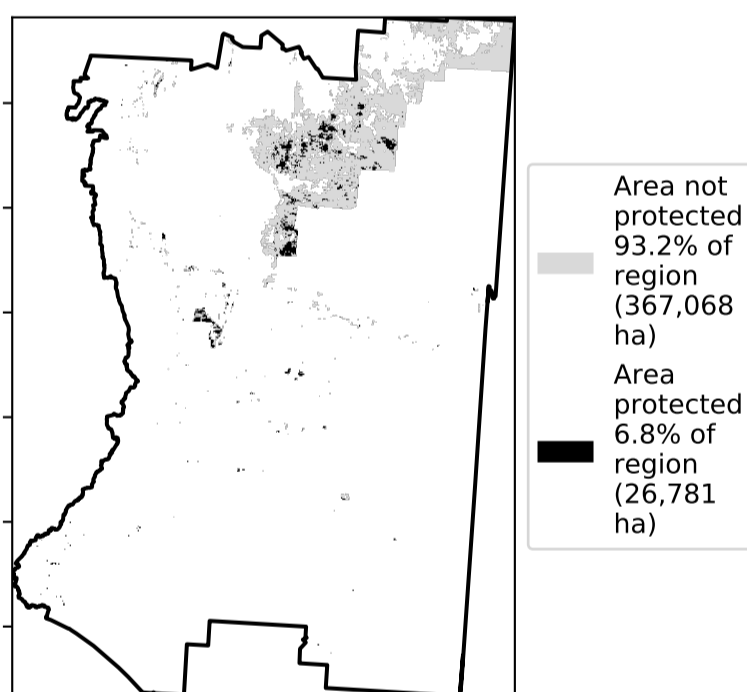 Area not
protected
93.2% of
region
(367,068
ha)
Area
protected
6.8% of
region
(26,781
ha)